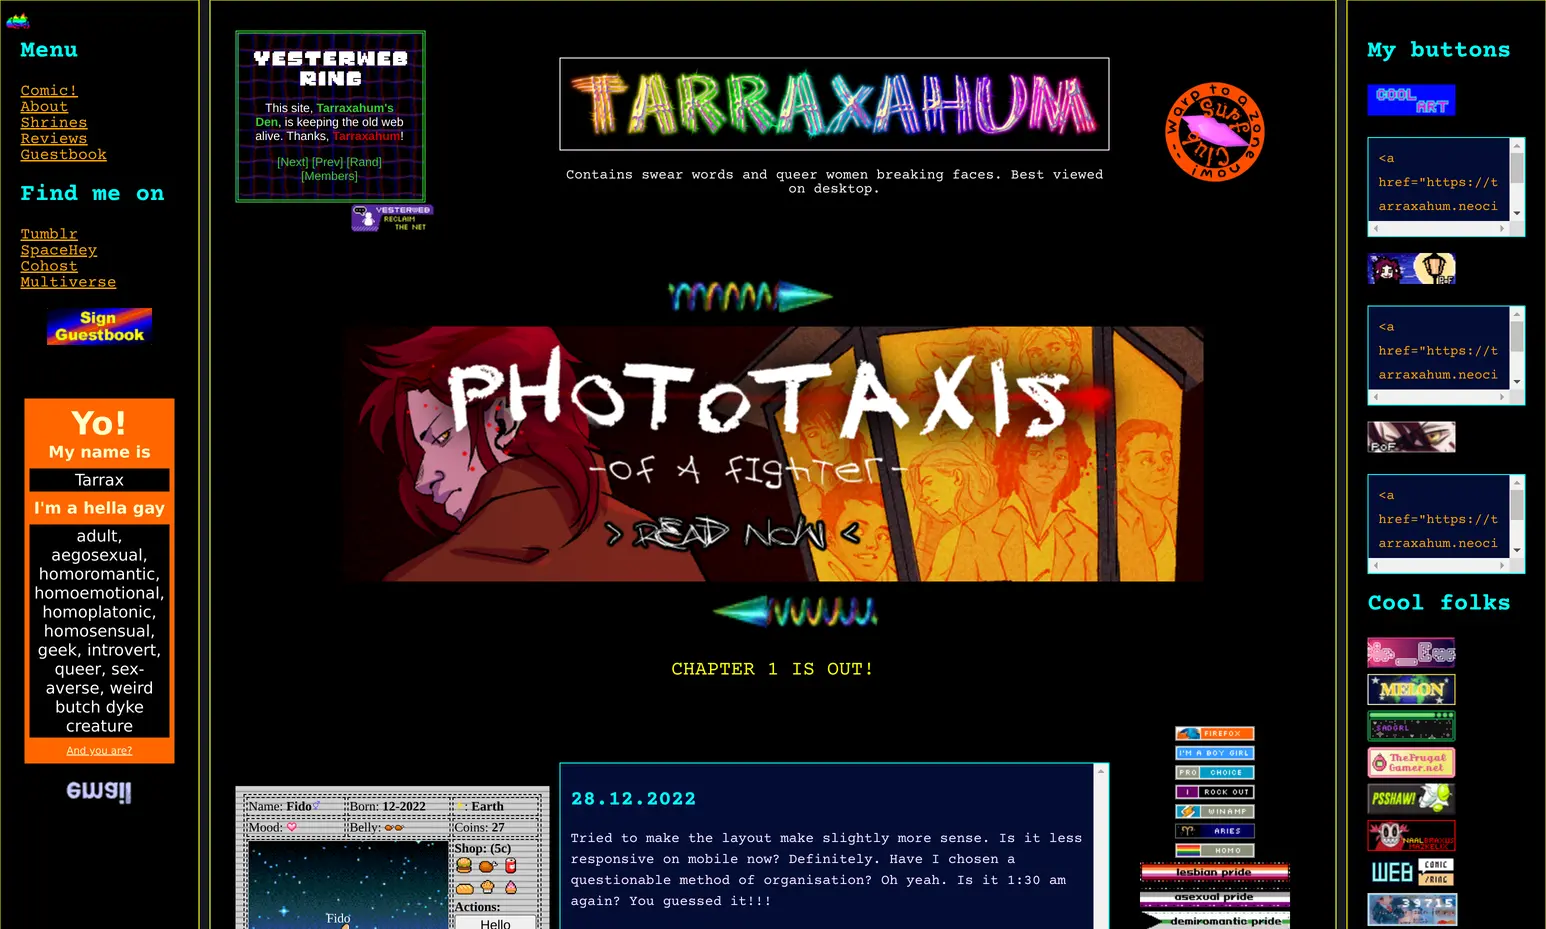 Menu
Comic!
About
Shrines
Reviews
Guestbook
Find me on
Tumblr
SpaceHey
Cohost
Multiverse
Sign
Guestbook
Yo!
My name is
Tarrax
I'm a hella gay
adult,
aegosexual,
homoromantic,
homoemotional,
homoplatonic,
homosensual,
geek, introvert,
queer, sex-
averse, weird
butch dyke
creature
And you are?
email
YESTERWEB
RING
This site, Tarraxahum's
Den, is keeping the old web
alive. Thanks, Tarraxahum!
[Next] [Prev] [Rand]
[Members]
YESTERWEB
RECLAIM
THE NET
TARRAXAHUM
Contains swear words and queer women breaking faces. Best viewed
on desktop.
Warp to a zone now! --
Surf Club
PHOTOTAXIS
-of A fighter-
> READ NOW <
CHAPTER 1 IS OUT!
Name: Fido
Born: 12-2022
: Earth
Mood:
Belly:
Coins: 27
Shop: (5c)
Actions:
Hello
Fido
28.12.2022
Tried to make the layout make slightly more sense. Is it less
responsive on mobile now? Definitely. Have I chosen a
questionable method of organisation? Oh yeah. Is it 1:30 am
again? You guessed it!!!
FIREFOX
I'M A BOY GIRL
PRO CHOICE
I ROCK OUT
WINAMP
ARIES
HOMO
lesbian pride
asexual pride
demiromantic pride
My buttons
COOL
ART
<a
href="https://t
arraxahum.neoci
POF
<a
href="https://t
arraxahum.neoci
POF
<a
href="https://t
arraxahum.neoci
Cool folks
MELON
SADGRL
TheFrugal
Gamer.net
PSSHAW!
WEB COMIC
/RING
39715